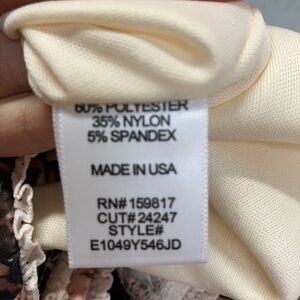 60% POLYESTER
35% NYLON
5% SPANDEX
MADE IN USA
RN# 159817
CUT# 24247
STYLE#
E1049Y546JD